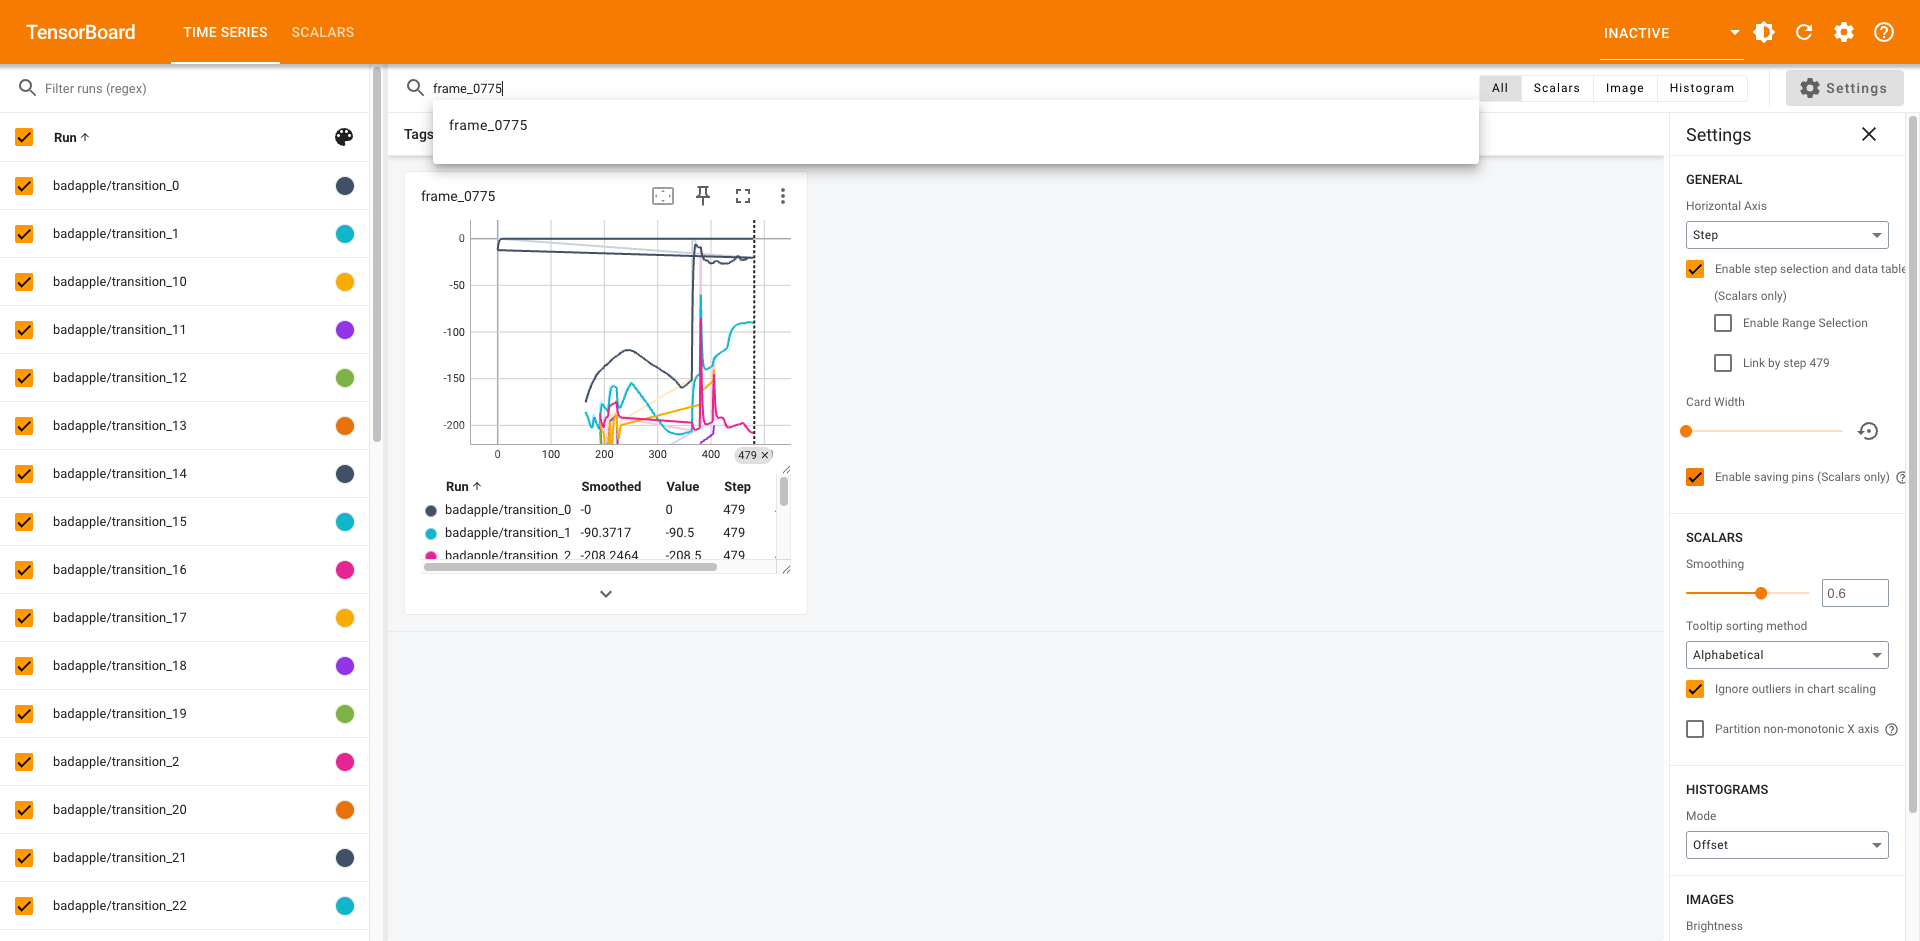 TensorBoard TIME SERIES SCALARS INACTIVE
Filter runs (regex)
Run
badapple/transition_0
badapple/transition_1
badapple/transition_10
badapple/transition_11
badapple/transition_12
badapple/transition_13
badapple/transition_14
badapple/transition_15
badapple/transition_16
badapple/transition_17
badapple/transition_18
badapple/transition_19
badapple/transition_2
badapple/transition_20
badapple/transition_21
badapple/transition_22
frame_0775
All Scalars Image Histogram Settings
frame_0775
Tags
frame_0775
0
-50
-100
-150
-200
0 100 200 300 400 479
Run Smoothed Value Step
badapple/transition_0 -0 0 479
badapple/transition_1 -90.3717 -90.5 479
badapple/transition_2 -208.2464 -208.5 479
Settings
GENERAL
Horizontal Axis
Step
Enable step selection and data table
(Scalars only)
Enable Range Selection
Link by step 479
Card Width
Enable saving pins (Scalars only)
SCALARS
Smoothing
0.6
Tooltip sorting method
Alphabetical
Ignore outliers in chart scaling
Partition non-monotonic X axis
HISTOGRAMS
Mode
Offset
IMAGES
Brightness